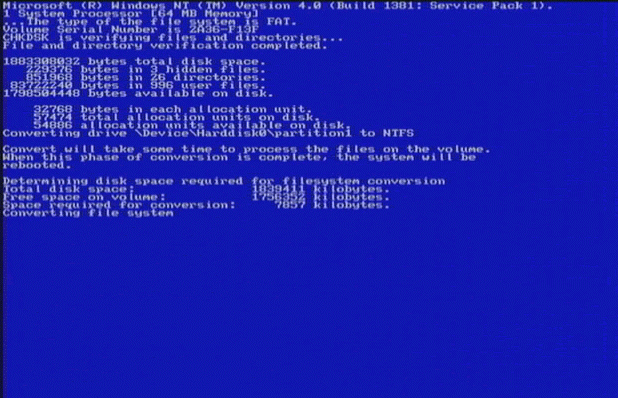 Microsoft (R) Windows NT (TM) Version 4.0 (Build 1381: Service Pack 1).
1 System Processor [64 MB Memory]
...The type of the file system is FAT.
Volume Serial Number is 2A36-F13F
CHKDSK is verifying files and directories...
File and directory verification completed.
1883308032 bytes total disk space.
229376 bytes in 3 hidden files.
851968 bytes in 26 directories.
83722240 bytes in 996 user files.
1798504448 bytes available on disk.
32768 bytes in each allocation unit.
57474 total allocation units on disk.
54886 allocation units available on disk.
Converting drive \Device\Harddisk0\partition1 to NTFS
Convert will take some time to process the files on the volume.
When this phase of conversion is complete, the system will be
rebooted.
Determining disk space required for filesystem conversion
Total disk space: 1839411 kilobytes.
Free space on volume: 1756352 kilobytes.
Space required for conversion: 7857 kilobytes.
Converting file system